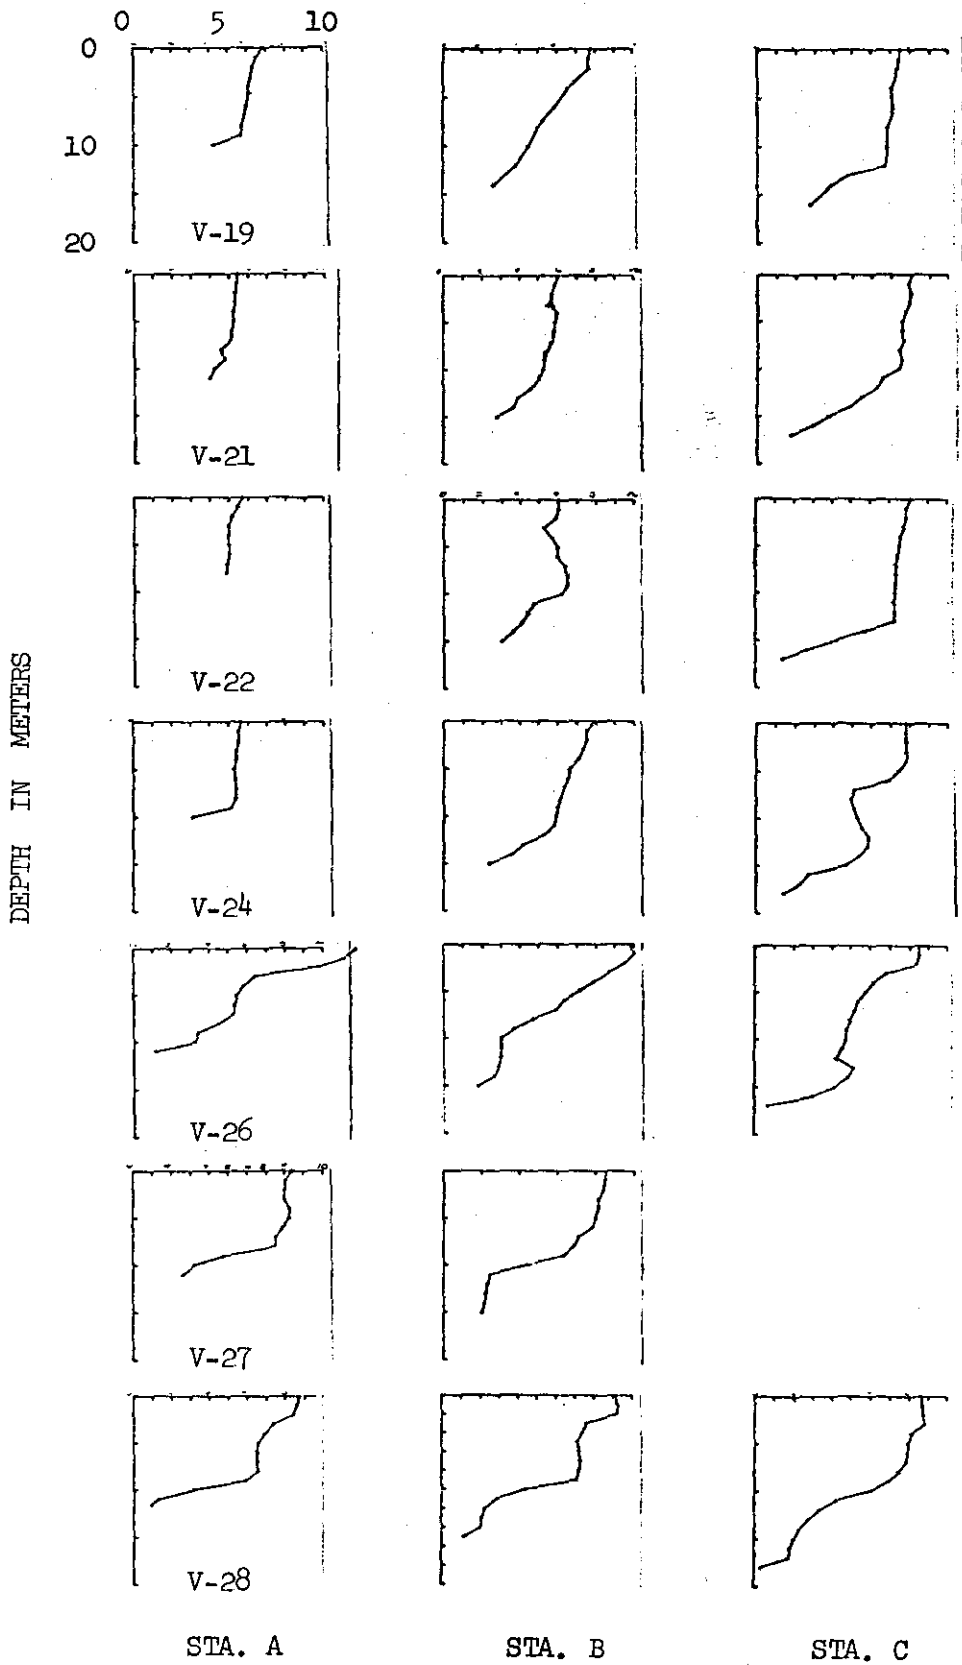 0 5 10
0
10
20
V-19
V-21
V-22
V-24
V-26
V-27
V-28
DEPTH IN METERS
STA. A STA. B STA. C